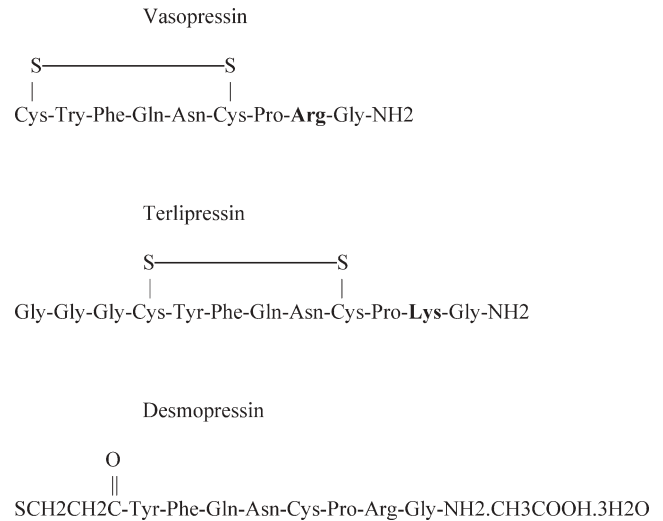 Vasopressin
S S
Cys-Try-Phe-Gln-Asn-Cys-Pro-Arg-Gly-NH2
Terlipressin
S S
Gly-Gly-Gly-Cys-Tyr-Phe-Gln-Asn-Cys-Pro-Lys-Gly-NH2
Desmopressin
O
SCH2CH2C-Tyr-Phe-Gln-Asn-Cys-Pro-Arg-Gly-NH2.CH3COOH.3H2O